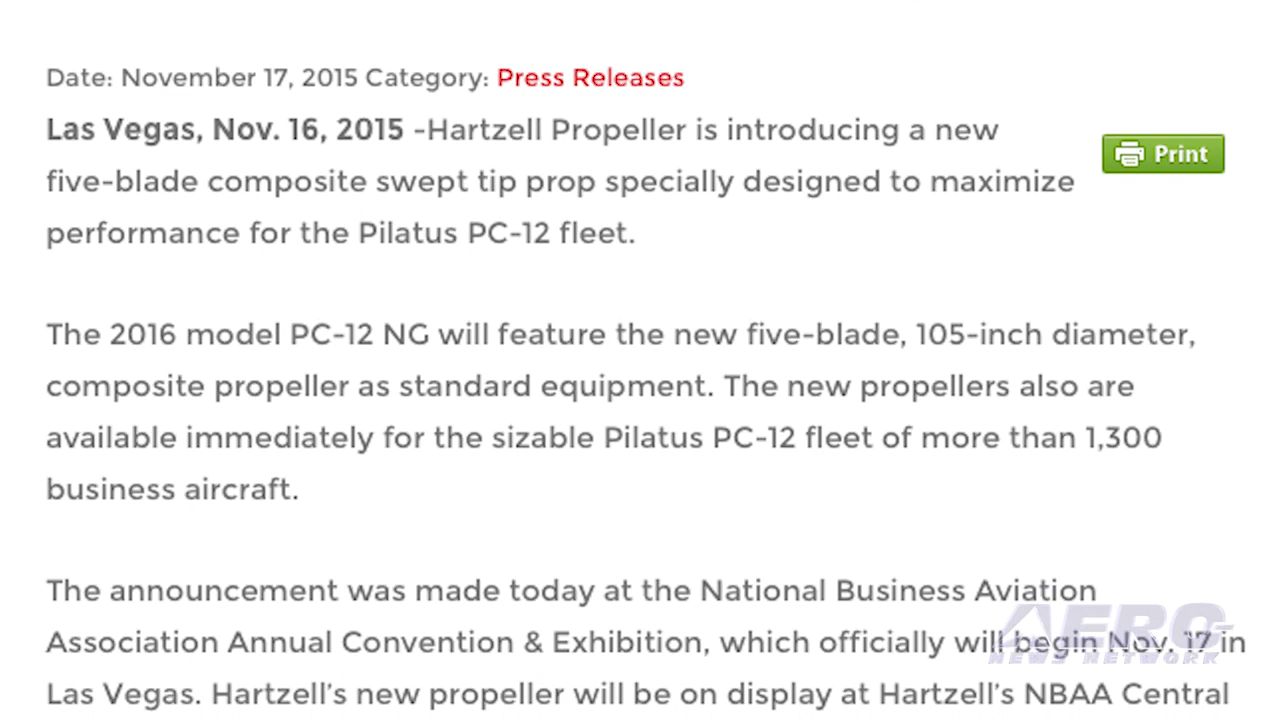 Date: November 17, 2015 Category: Press Releases
Las Vegas, Nov. 16, 2015 -Hartzell Propeller is introducing a new
Print
five-blade composite swept tip prop specially designed to maximize
performance for the Pilatus PC-12 fleet.
The 2016 model PC-12 NG will feature the new five-blade, 105-inch diameter,
composite propeller as standard equipment. The new propellers also are
available immediately for the sizable Pilatus PC-12 fleet of more than 1,300
business aircraft.
The announcement was made today at the National Business Aviation
Association Annual Convention & Exhibition, which officially will begin Nov. 17 in
Las Vegas. Hartzell's new propeller will be on display at Hartzell's NBAA Central
AERO
NEWS NETWORK